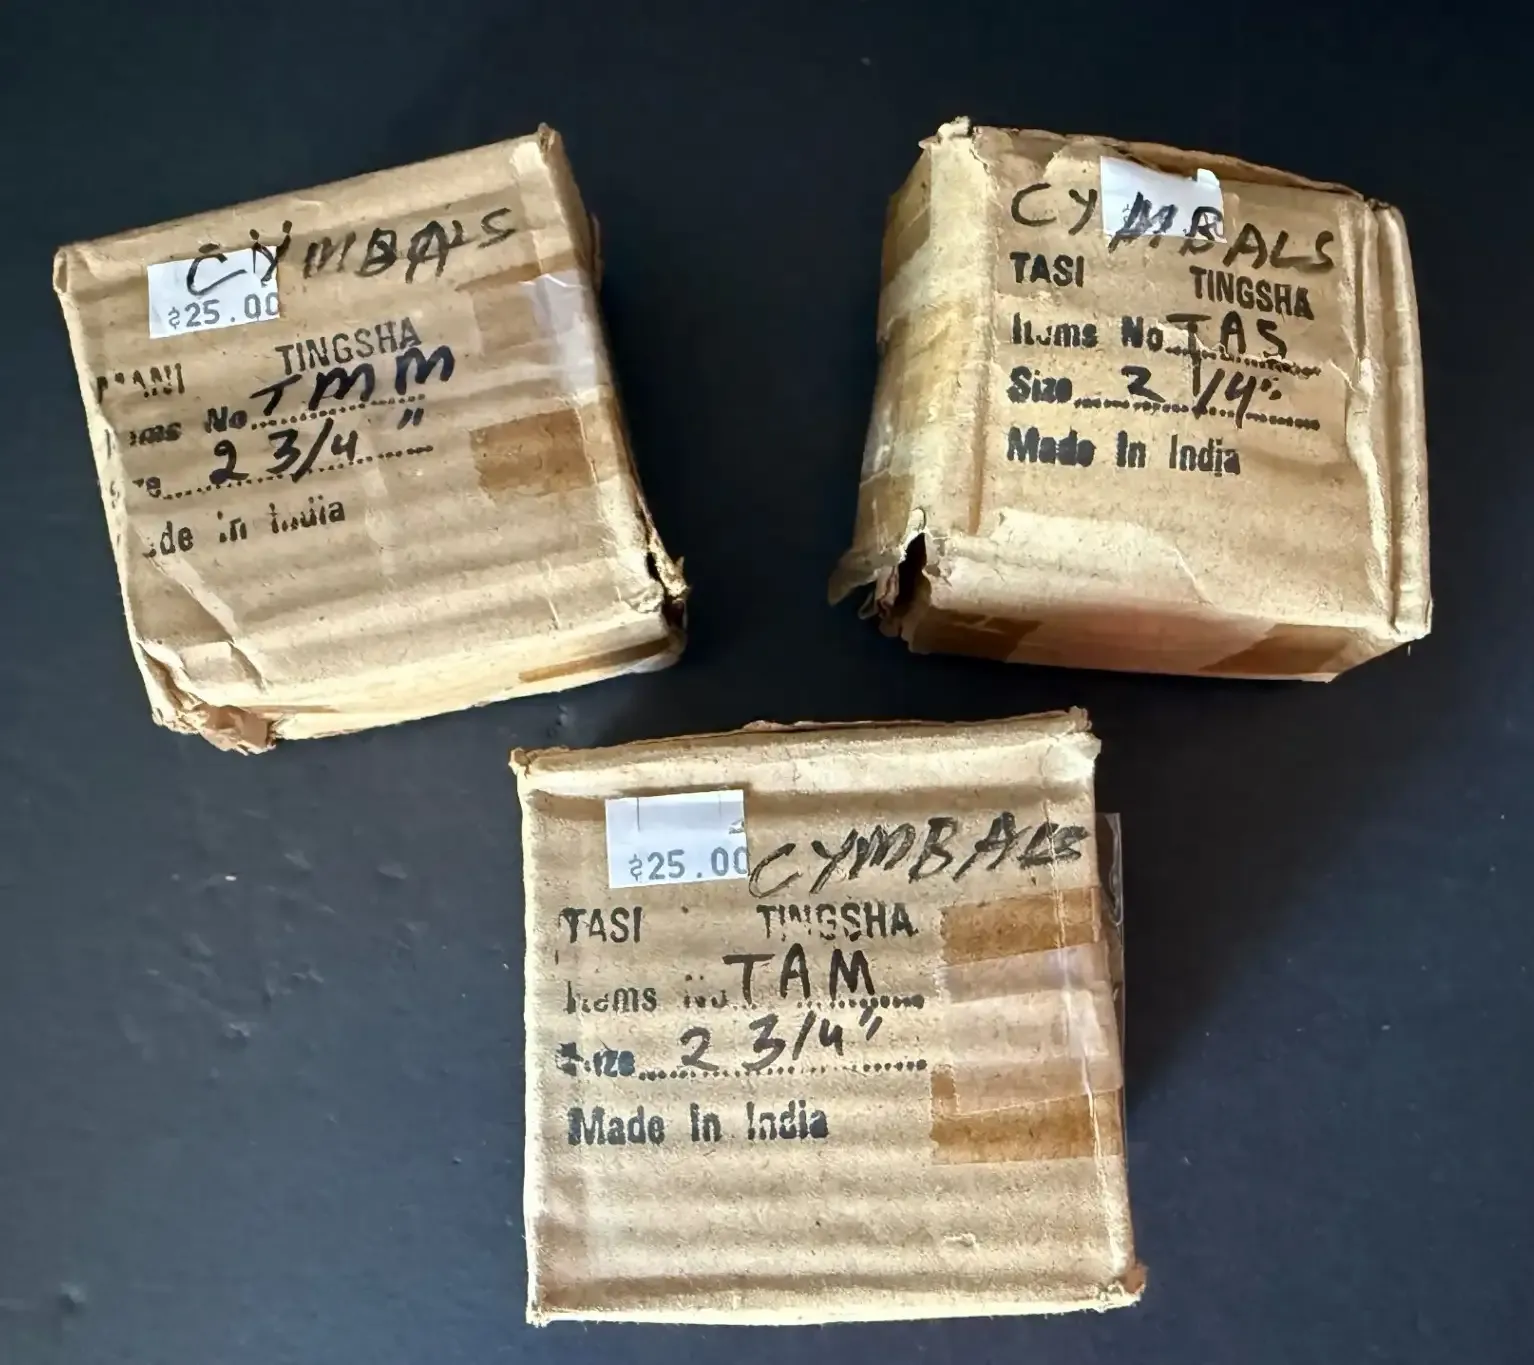 CYMBALS
$25.00
MANI TINGSHA
Items No. TMM
Size 2 3/4 "
Made in India
CYMBALS
TASI TINGSHA
Items No. TAS
Size 2 1/4"
Made In India
$25.00 CYMBALS
TASI TINGSHA
Items No. TAM
Size 2 3/4"
Made In India